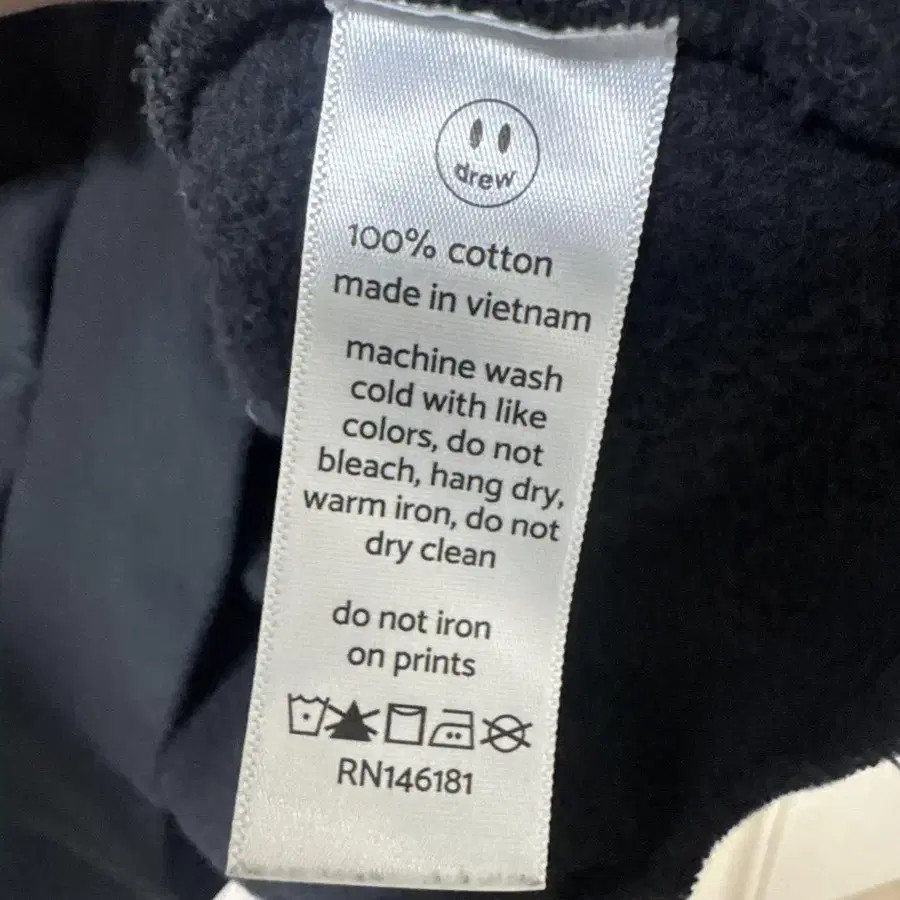 drew
100% cotton
made in vietnam
machine wash
cold with like
colors, do not
bleach, hang dry,
warm iron, do not
dry clean
do not iron
on prints
RN146181